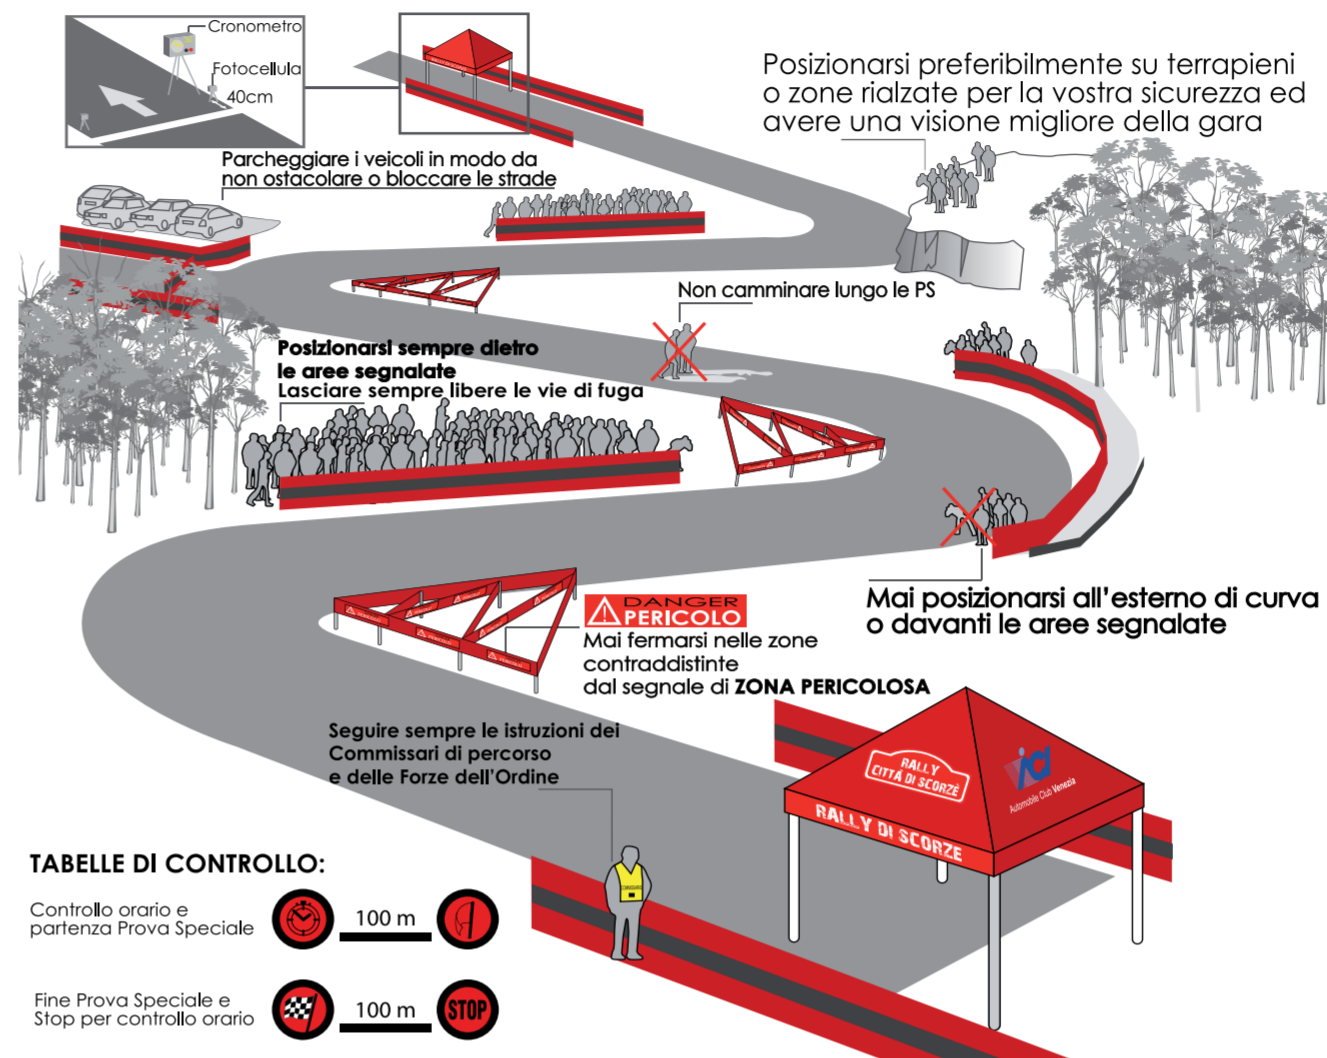 Cronometro
Fotocellula
40cm
Posizionarsi preferibilmente su terrapieni
o zone rialzate per la vostra sicurezza ed
avere una visione migliore della gara
Parcheggiare i veicoli in modo da
non ostacolare o bloccare le strade
Non camminare lungo le PS
Posizionarsi sempre dietro
le aree segnalate
Lasciare sempre libere le vie di fuga
Mai posizionarsi all'esterno di curva
o davanti le aree segnalate
DANGER
PERICOLO
Mai fermarsi nelle zone
contraddistinte
dal segnale di ZONA PERICOLOSA
Seguire sempre le istruzioni dei
Commissari di percorso
e delle Forze dell'Ordine
RALLY
CITTÁ DI SCORZÈ
Automobile Club Venezia
RALLY DI SCORZE
TABELLE DI CONTROLLO:
Controllo orario e
partenza Prova Speciale
100 m
Fine Prova Speciale e
Stop per controllo orario
100 m
STOP